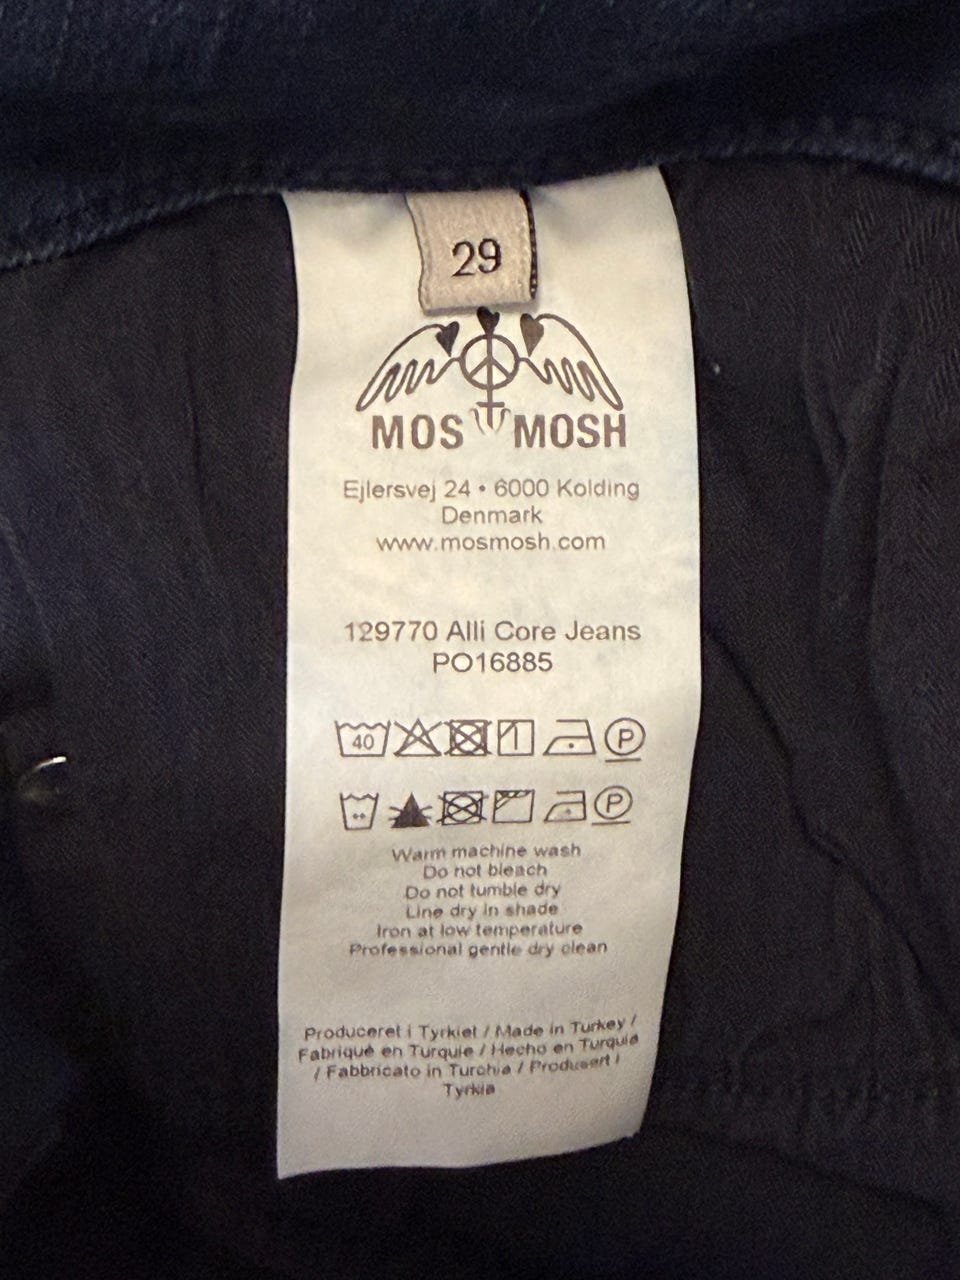 29
MOS MOSH
Ejlersvej 24 • 6000 Kolding
Denmark
www.mosmosh.com
129770 Alli Core Jeans
PO16885
40 P
P
Warm machine wash
Do not bleach
Do not tumble dry
Line dry in shade
Iron at low temperature
Professional gentle dry clean
Produceret i Tyrkiet / Made in Turkey /
Fabriqué en Turquie / Hecho en Turquia
/ Fabbricato in Turchia / Produsert i
Tyrkia